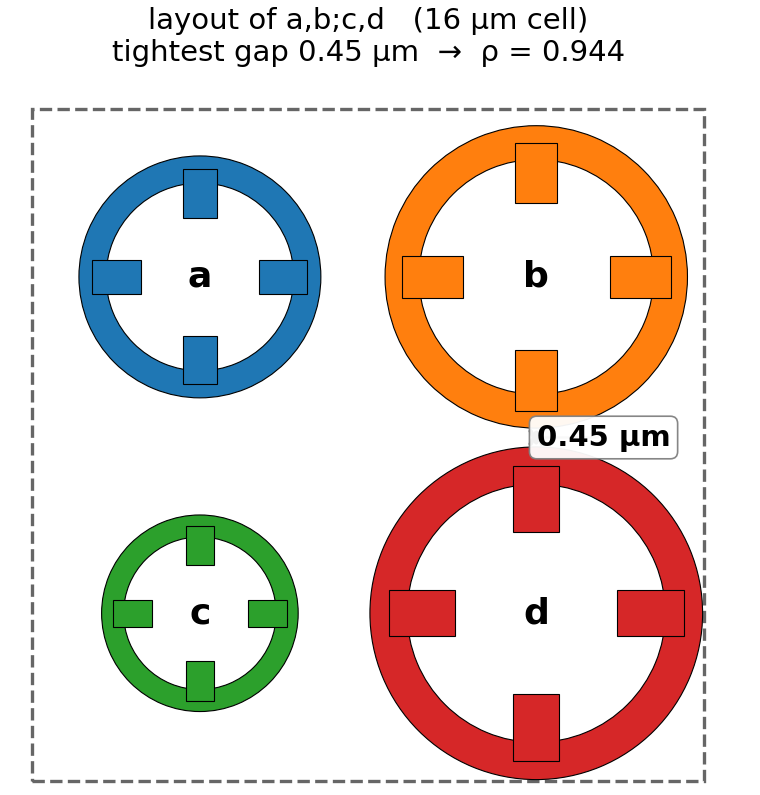 layout of a,b;c,d (16 µm cell)
tightest gap 0.45 µm → ρ = 0.944
a
b
0.45 µm
c
d